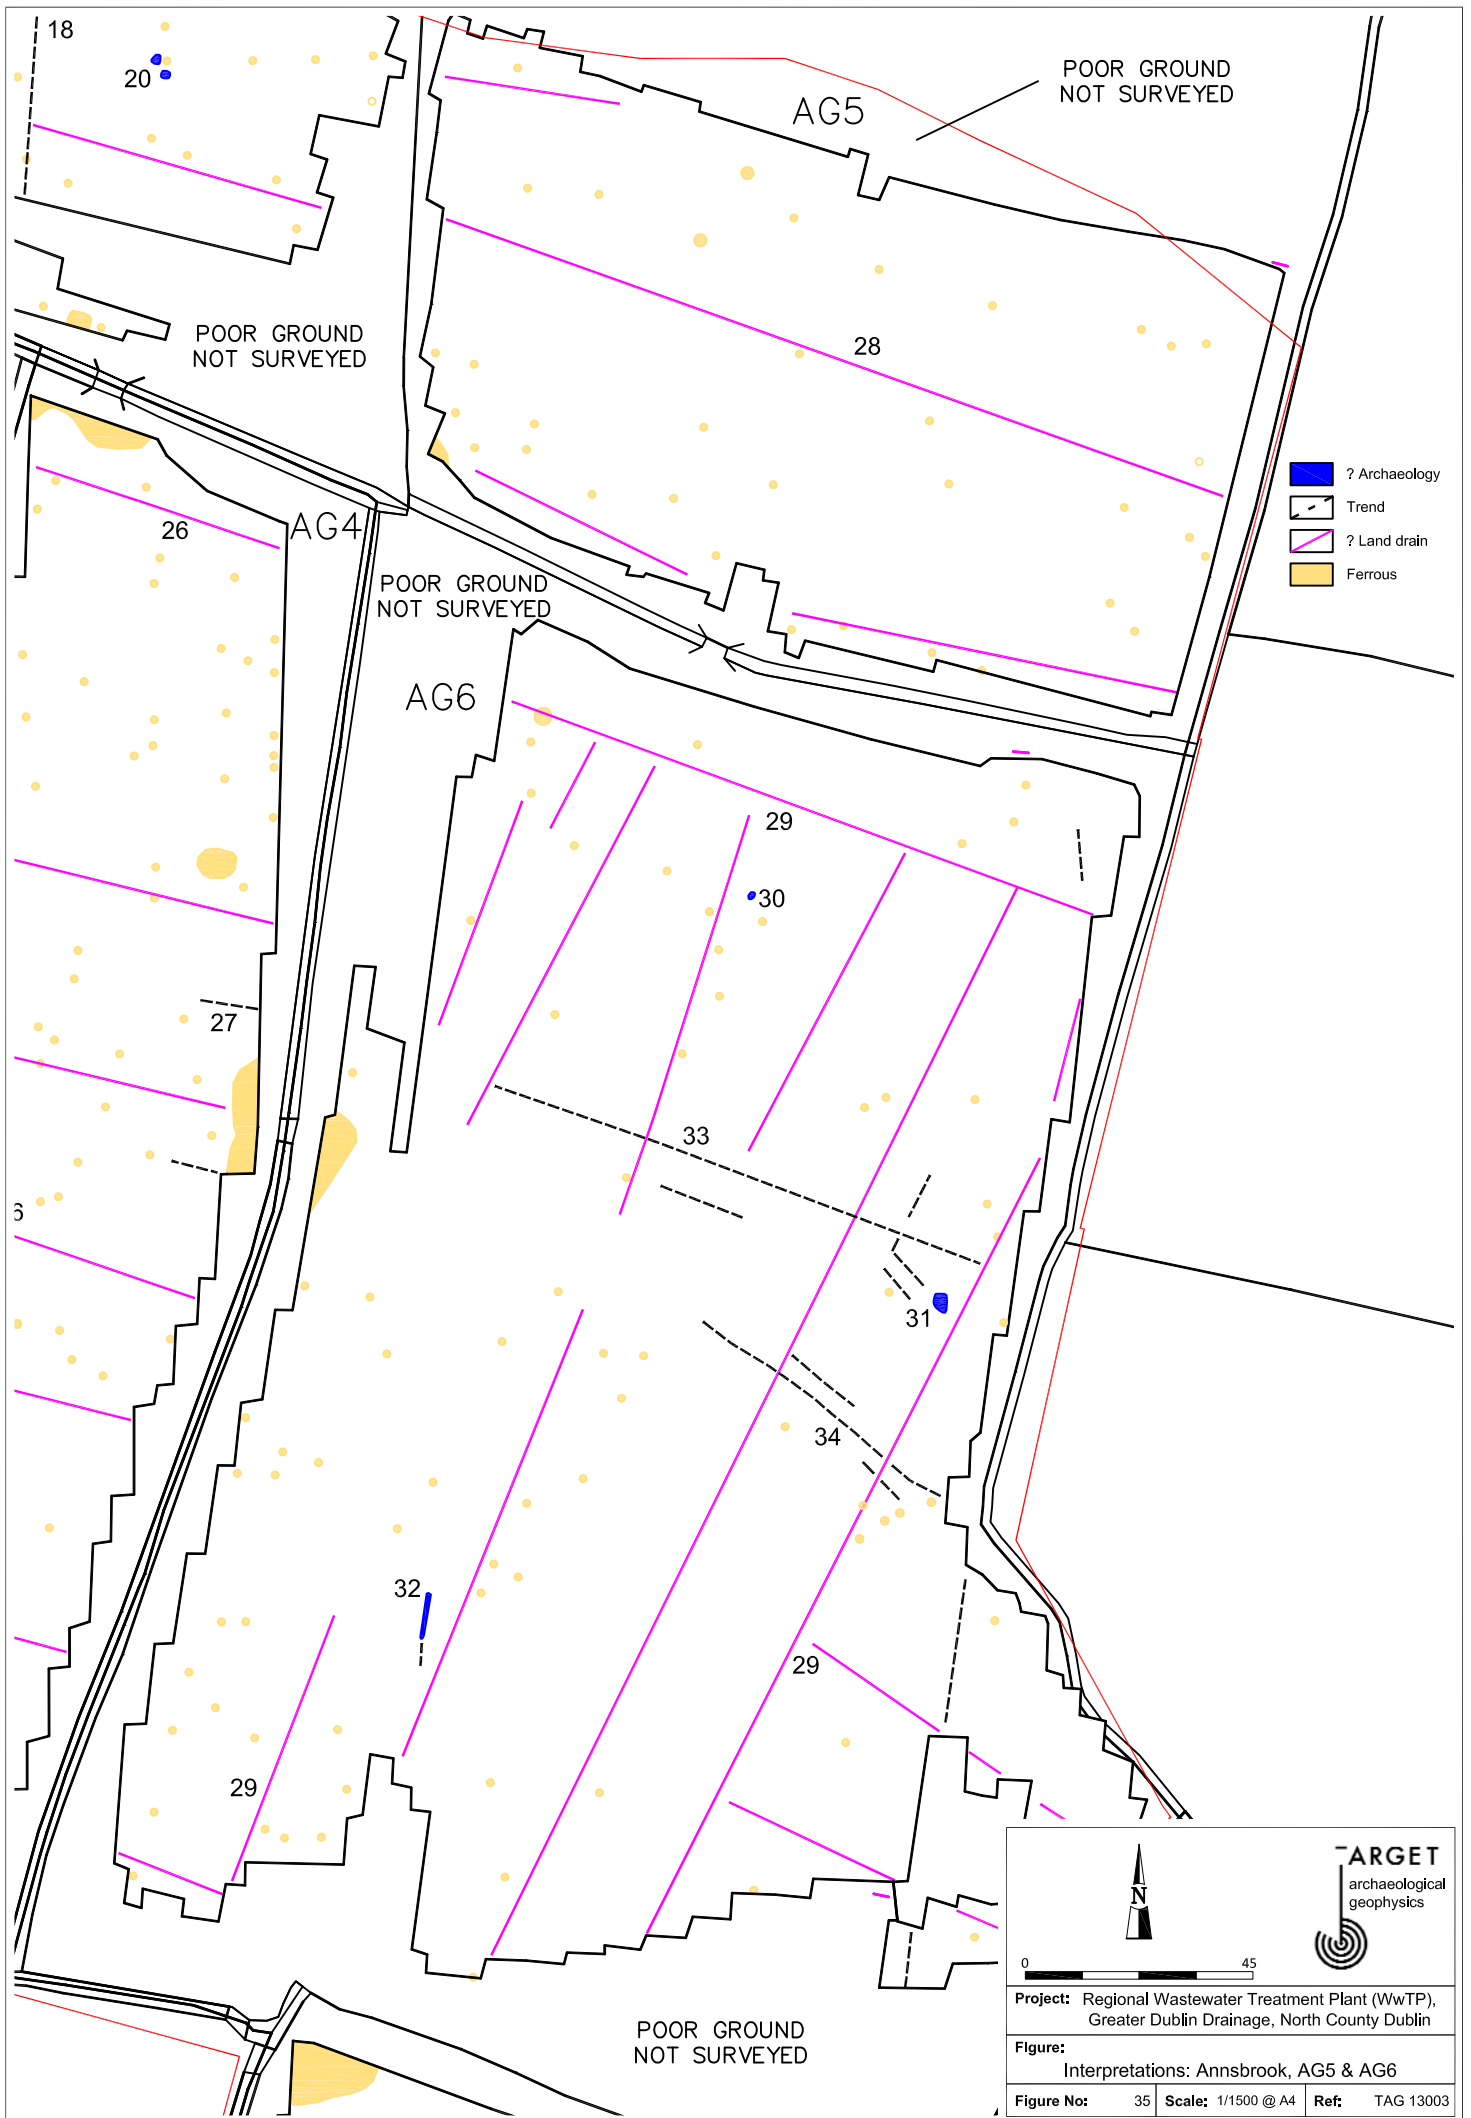 18
20
AG5
POOR GROUND
NOT SURVEYED
POOR GROUND
NOT SURVEYED
28
? Archaeology
Trend
? Land drain
Ferrous
26
AG4
POOR GROUND
NOT SURVEYED
AG6
29
30
27
33
6
31
34
32
29
29
POOR GROUND
NOT SURVEYED
N
0 45
TARGET
archaeological
geophysics
Project: Regional Wastewater Treatment Plant (WwTP),
Greater Dublin Drainage, North County Dublin
Figure:
Interpretations: Annsbrook, AG5 & AG6
Figure No: 35 Scale: 1/1500 @ A4 Ref: TAG 13003